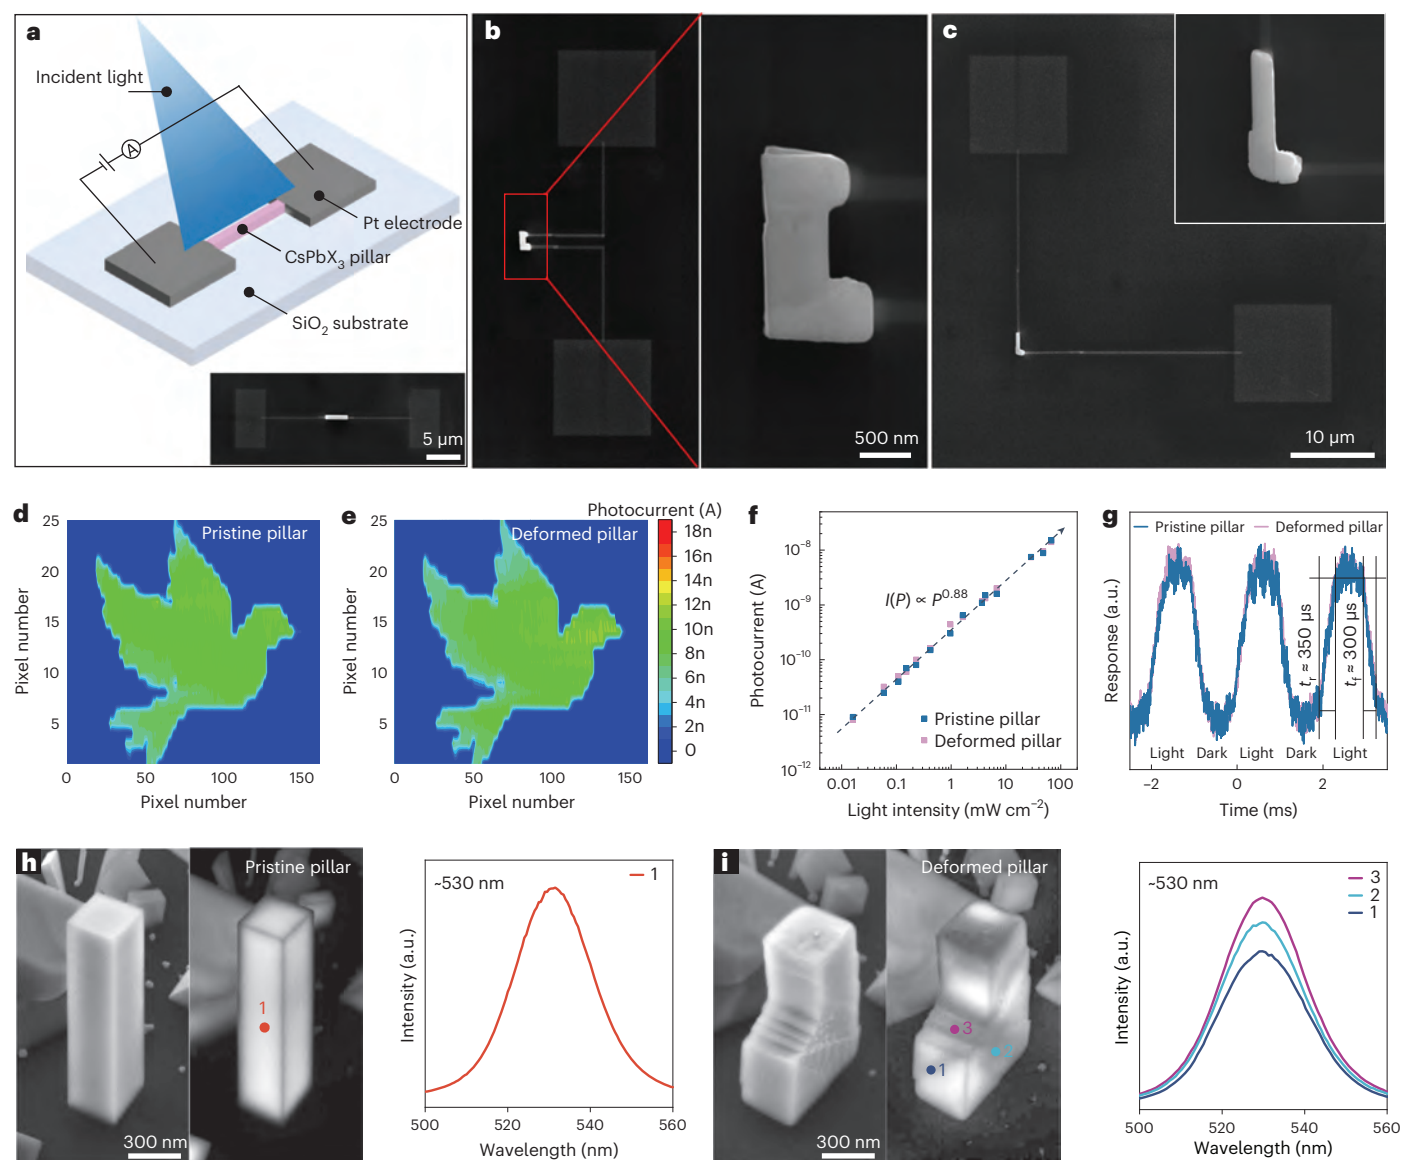 a
Incident light
A
Pt electrode
CsPbX3 pillar
SiO2 substrate
5 µm
b
500 nm
c
10 µm
d
Pristine pillar
25
20
15
10
5
Pixel number
0
50
100
150
Pixel number
e
Deformed pillar
25
20
15
10
5
Pixel number
0
50
100
150
Pixel number
Photocurrent (A)
18n
16n
14n
12n
10n
8n
6n
4n
2n
0
f
Photocurrent (A)
10−8
10−9
10−10
10−11
10−12
I(P) ∝ P0.88
Pristine pillar
Deformed pillar
0.01
0.1
1
10
100
Light intensity (mW cm−2)
g
Pristine pillar
Deformed pillar
Response (a.u.)
tr ≈ 350 µs
tf ≈ 300 µs
Light
Dark
Light
Dark
Light
−2
0
2
Time (ms)
h
Pristine pillar
1
300 nm
~530 nm
1
Intensity (a.u.)
500
520
540
560
Wavelength (nm)
i
Deformed pillar
3
2
1
300 nm
~530 nm
3
2
1
Intensity (a.u.)
500
520
540
560
Wavelength (nm)